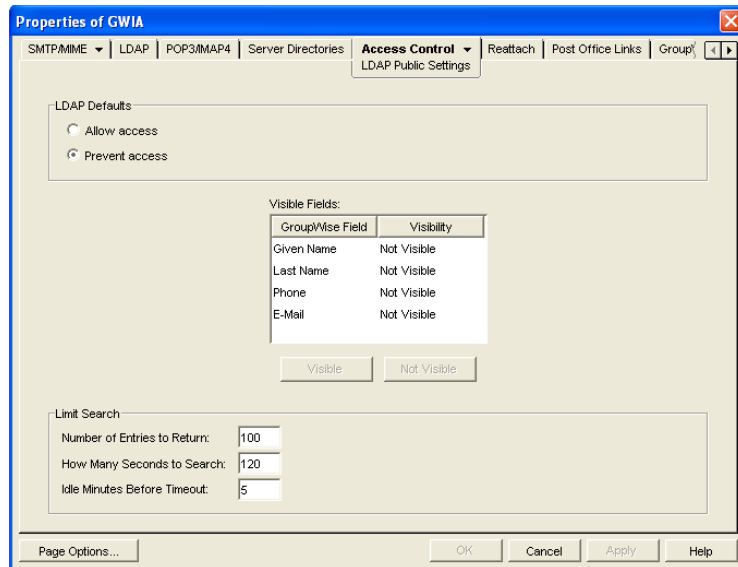 Properties of GWIA
SMTP/MIME LDAP POP3/IMAP4 Server Directories Access Control Reattach Post Office Links Group
LDAP Public Settings
LDAP Defaults
Allow access
Prevent access
Visible Fields:
GroupWise Field Visibility
Given Name Not Visible
Last Name Not Visible
Phone Not Visible
E-Mail Not Visible
Visible Not Visible
Limit Search
Number of Entries to Return: 100
How Many Seconds to Search: 120
Idle Minutes Before Timeout: 5
Page Options... OK Cancel Apply Help